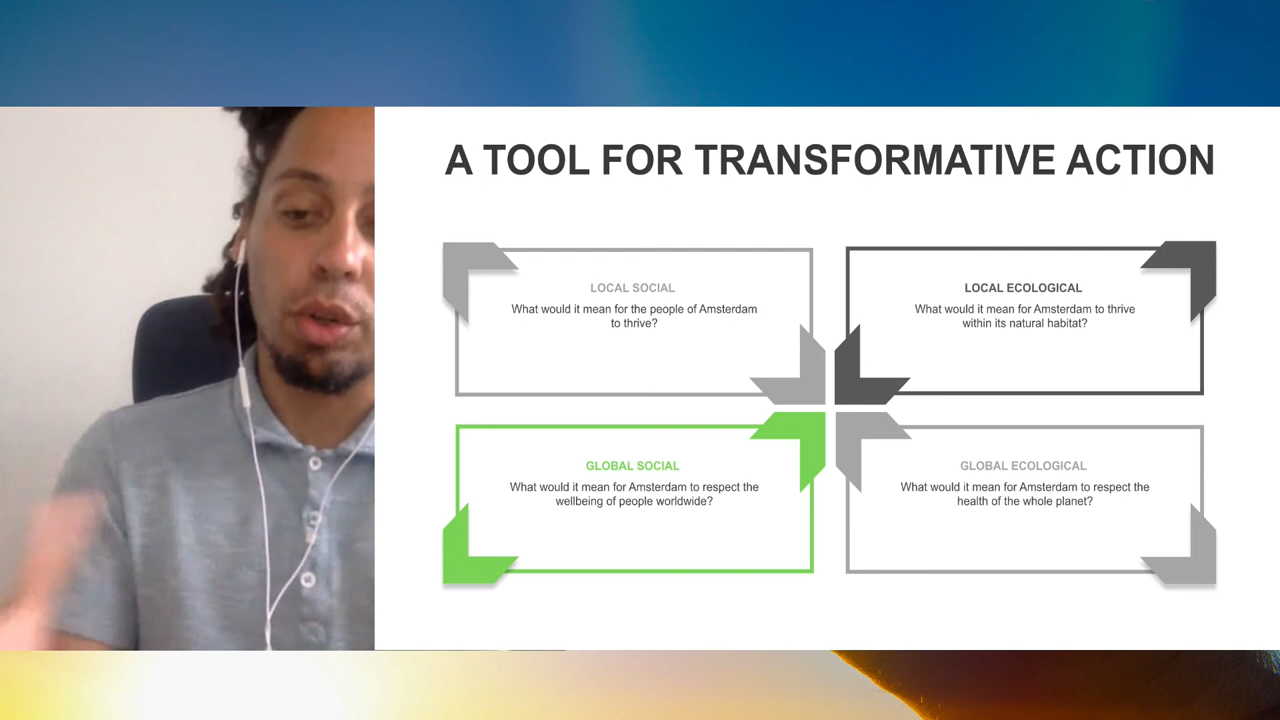 A TOOL FOR TRANSFORMATIVE ACTION
LOCAL SOCIAL
What would it mean for the people of Amsterdam
to thrive?
LOCAL ECOLOGICAL
What would it mean for Amsterdam to thrive
within its natural habitat?
GLOBAL SOCIAL
What would it mean for Amsterdam to respect the
wellbeing of people worldwide?
GLOBAL ECOLOGICAL
What would it mean for Amsterdam to respect the
health of the whole planet?